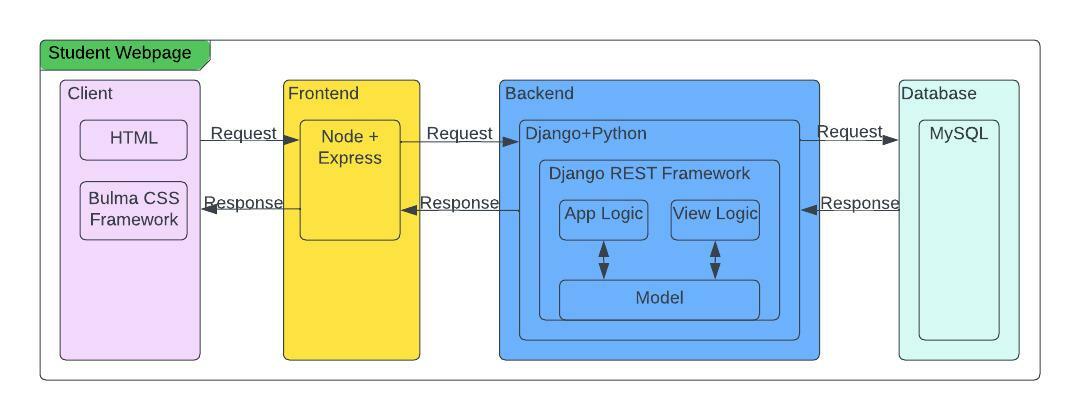 Student Webpage
Client
HTML
Bulma CSS
Framework
Request
Response
Frontend
Node +
Express
Request
Response
Backend
Django+Python
Django REST Framework
App Logic
View Logic
Model
Request
Response
Database
MySQL